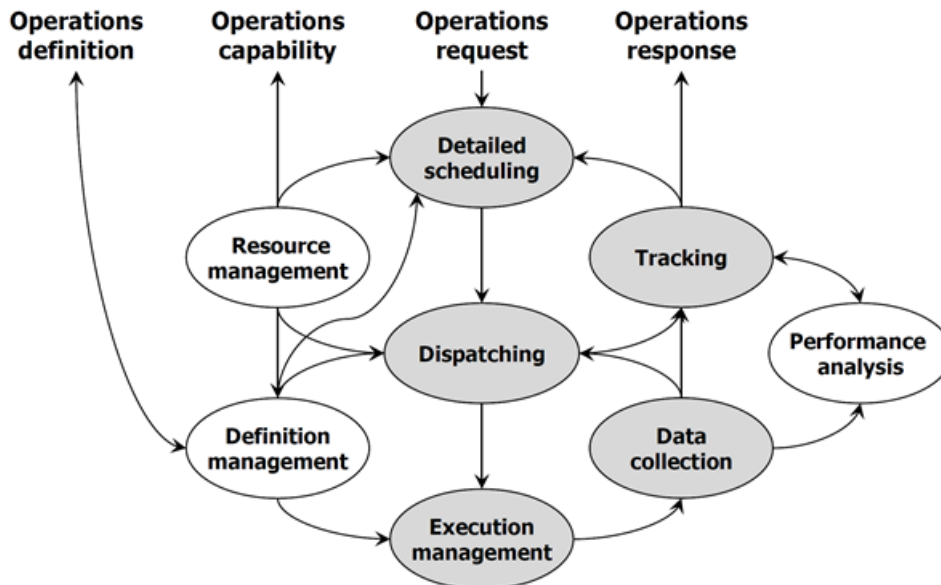 Operations
definition
Operations
capability
Operations
request
Operations
response
Detailed
scheduling
Resource
management
Tracking
Dispatching
Performance
analysis
Definition
management
Data
collection
Execution
management